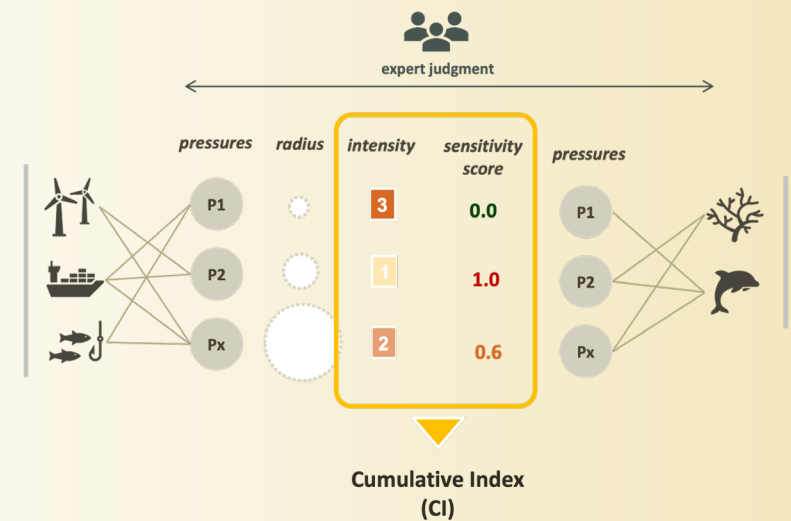 expert judgment
pressures radius intensity sensitivity score pressures
P1 3 0.0 P1
P2 1 1.0 P2
Px 2 0.6 Px
Cumulative Index
(CI)